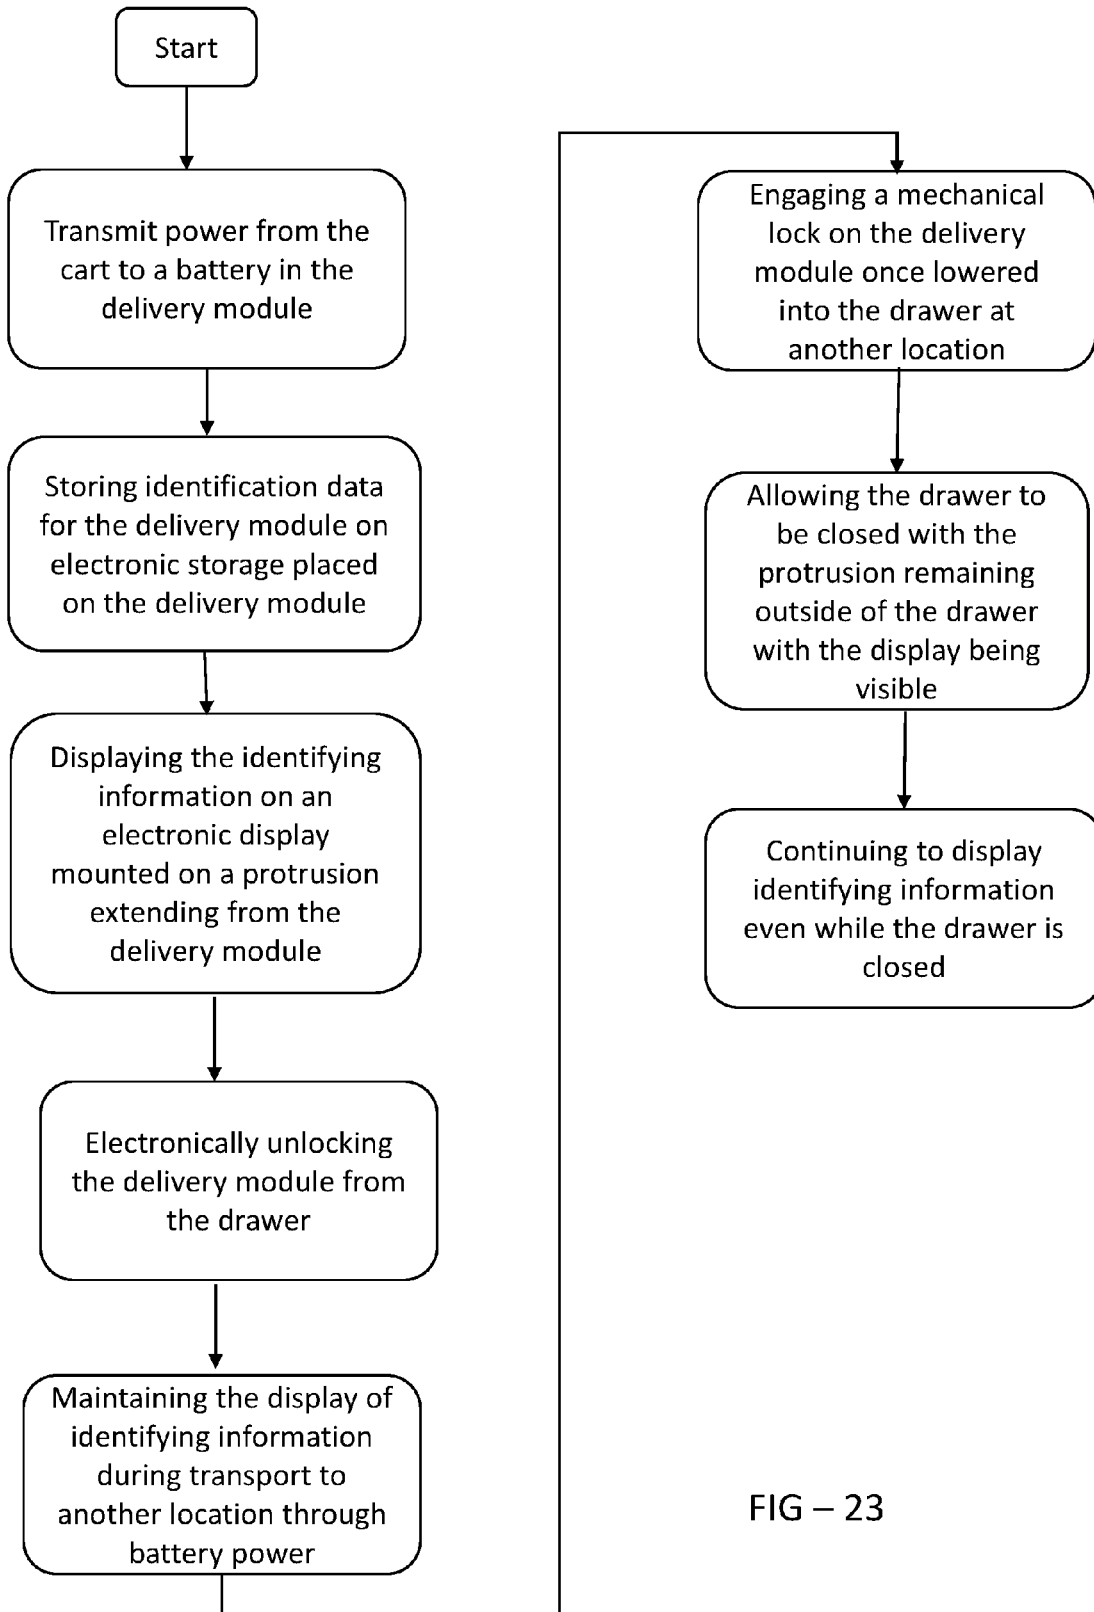 Start
Transmit power from the
cart to a battery in the
delivery module
Storing identification data
for the delivery module on
electronic storage placed
on the delivery module
Displaying the identifying
information on an
electronic display
mounted on a protrusion
extending from the
delivery module
Electronically unlocking
the delivery module from
the drawer
Maintaining the display of
identifying information
during transport to
another location through
battery power
Engaging a mechanical
lock on the delivery
module once lowered
into the drawer at
another location
Allowing the drawer to
be closed with the
protrusion remaining
outside of the drawer
with the display being
visible
Continuing to display
identifying information
even while the drawer is
closed
FIG – 23